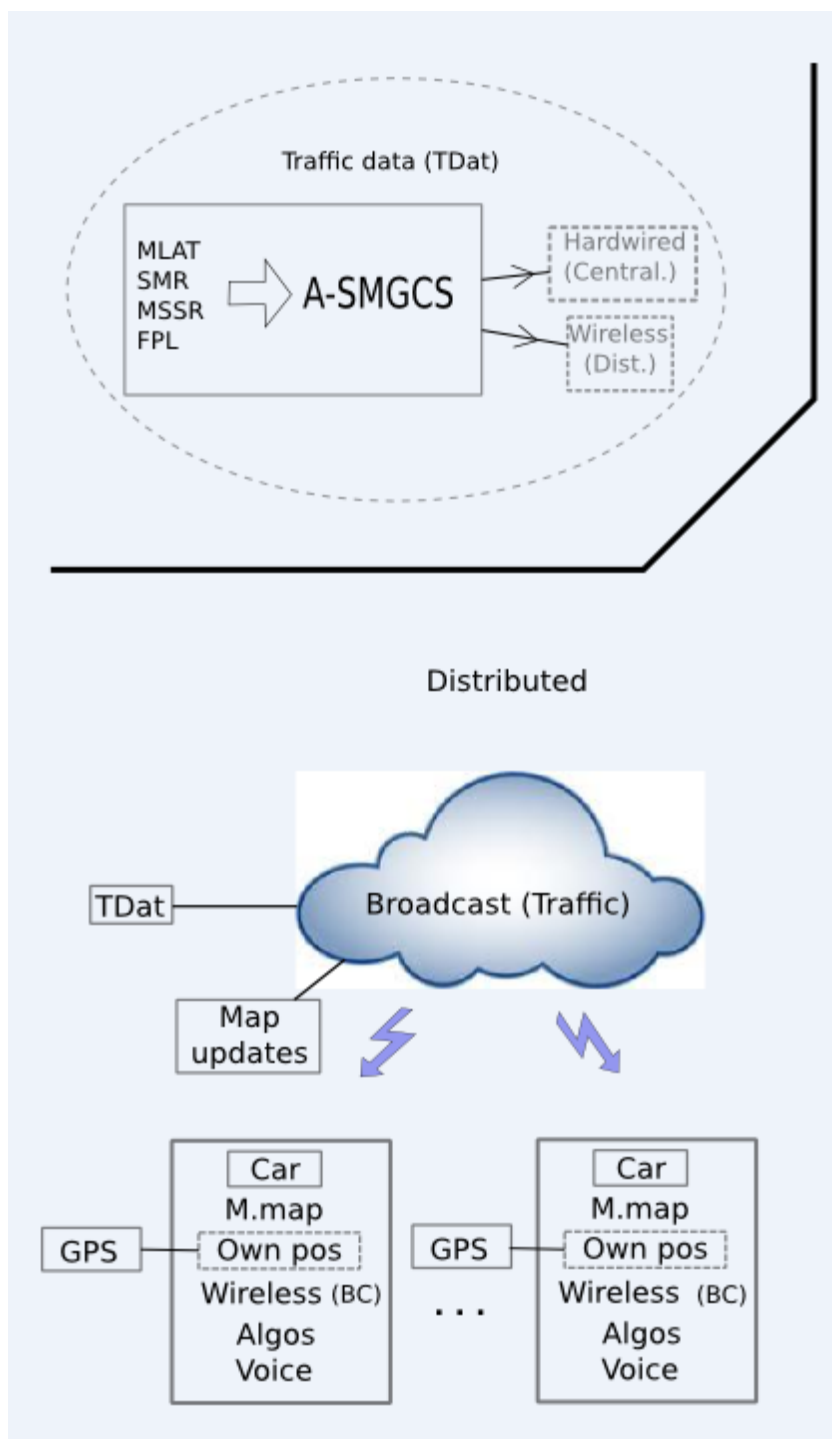 Traffic data (TDat)
MLAT
SMR
MSSR
FPL
A-SMGCS
Hardwired
(Central.)
Wireless
(Dist.)
Distributed
TDat
Broadcast (Traffic)
Map
updates
Car
M.map
GPS
Own pos
Wireless (BC)
Algos
Voice
. . .
Car
M.map
GPS
Own pos
Wireless (BC)
Algos
Voice